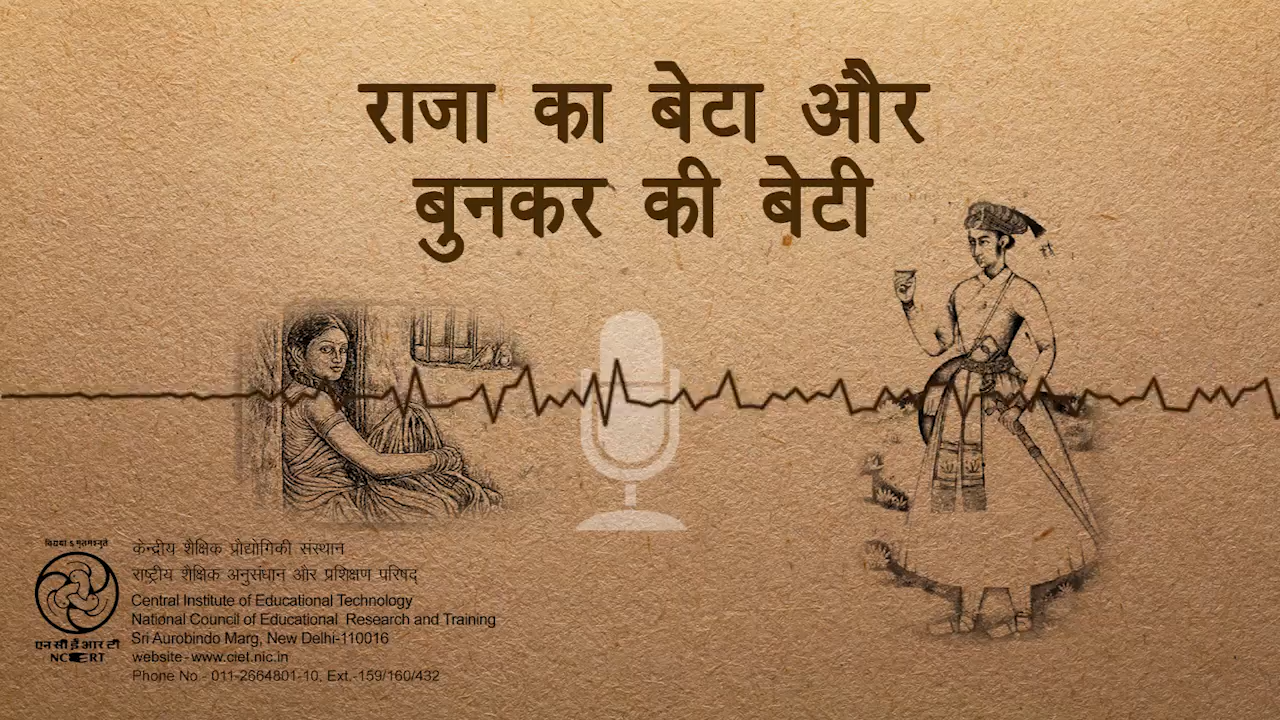 राजा का बेटा और
बुनकर की बेटी
विद्यया ऽ मृतमश्नुते
एन सी ई आर टी
NCERT
केन्द्रीय शैक्षिक प्रौद्योगिकी संस्थान
राष्ट्रीय शैक्षिक अनुसंधान और प्रशिक्षण परिषद्
Central Institute of Educational Technology
National Council of Educational Research and Training
Sri Aurobindo Marg, New Delhi-110016
website - www.ciet.nic.in
Phone No - 011-2664801-10, Ext.-159/160/432